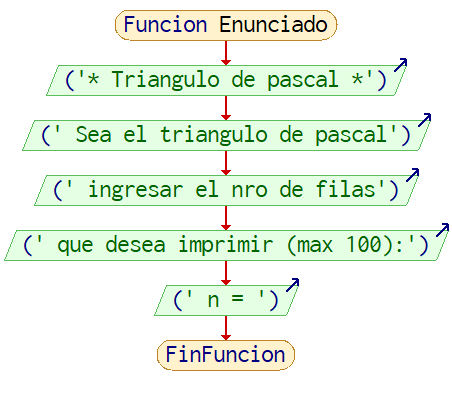 Funcion Enunciado
('* Triangulo de pascal *')
(' Sea el triangulo de pascal')
(' ingresar el nro de filas')
(' que desea imprimir (max 100):')
(' n = ')
FinFuncion